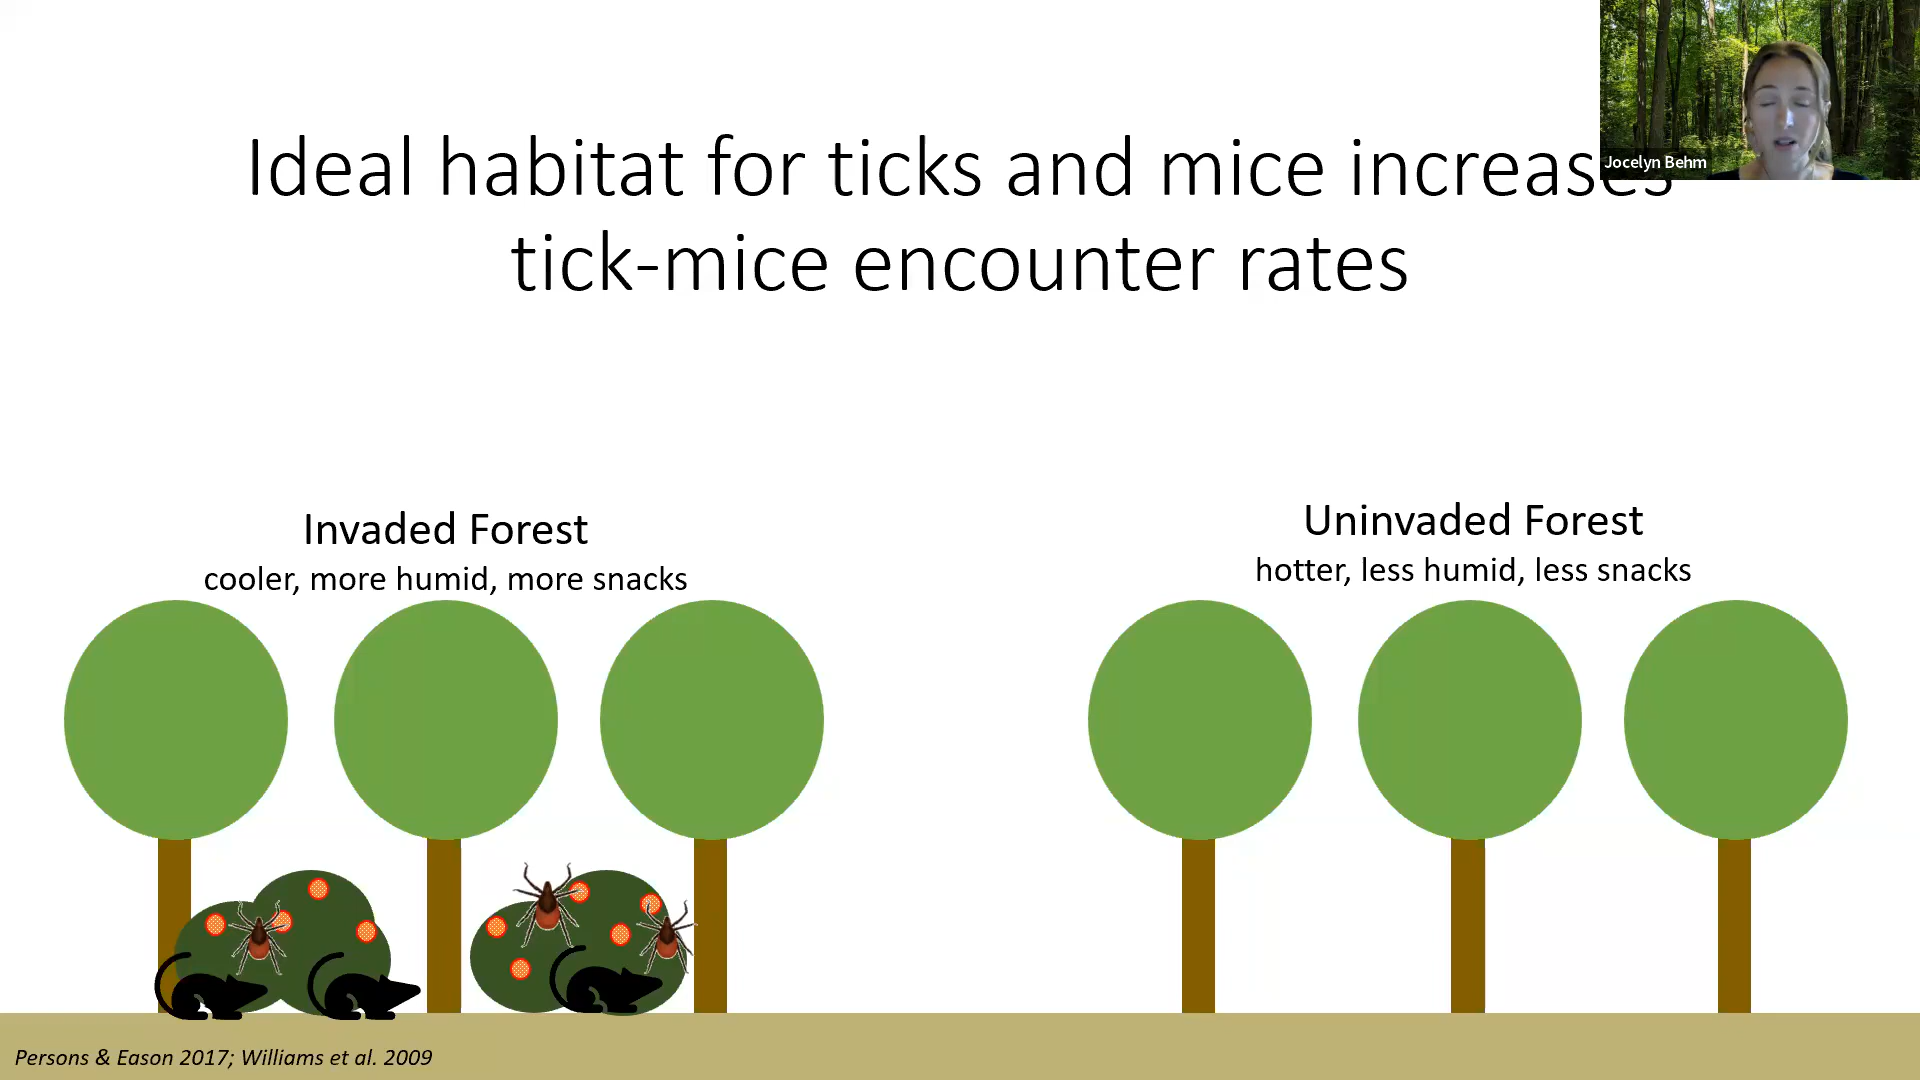 Ideal habitat for ticks and mice increases
tick-mice encounter rates
Jocelyn Behm
Invaded Forest
cooler, more humid, more snacks
Uninvaded Forest
hotter, less humid, less snacks
Persons & Eason 2017; Williams et al. 2009